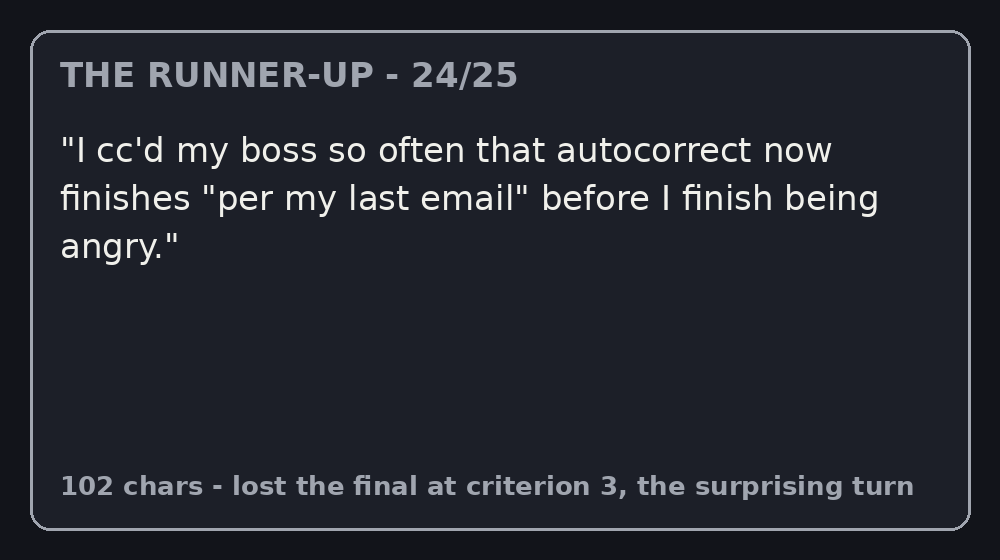 THE RUNNER-UP - 24/25
"I cc'd my boss so often that autocorrect now
finishes "per my last email" before I finish being
angry."
102 chars - lost the final at criterion 3, the surprising turn